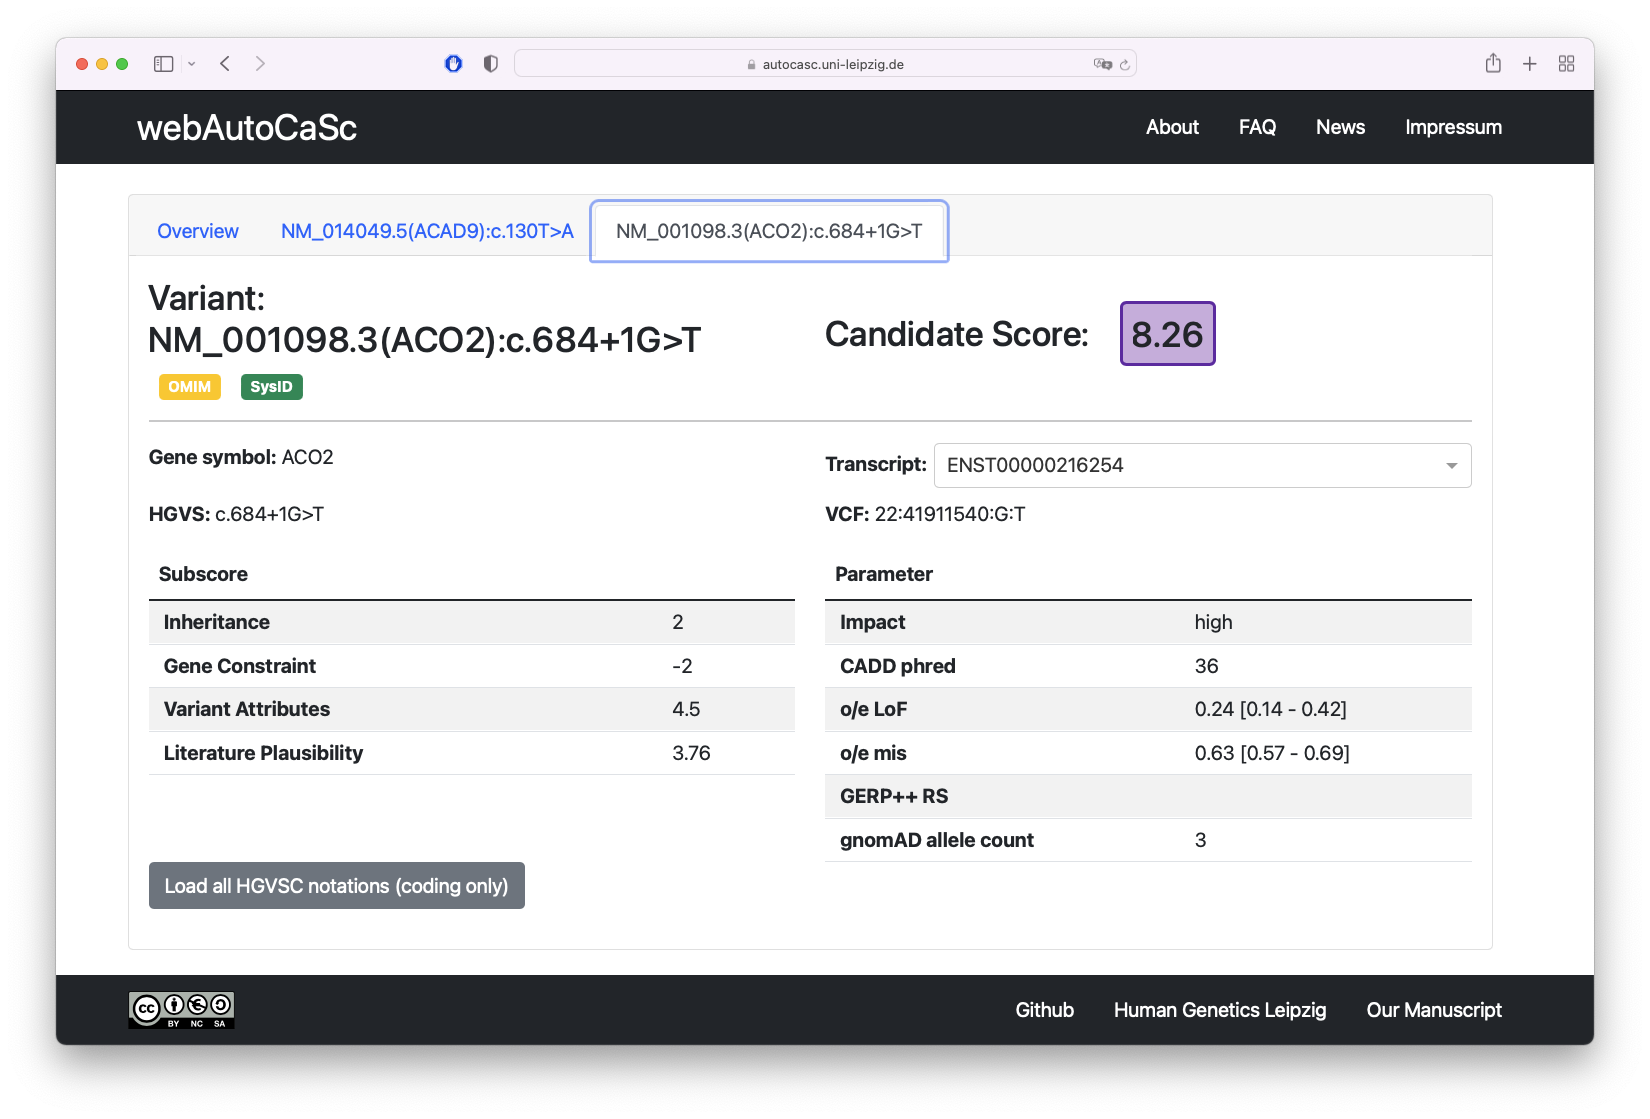 autocasc.uni-leipzig.de
webAutoCaSc
About FAQ News Impressum
Overview NM_014049.5(ACAD9):c.130T>A NM_001098.3(ACO2):c.684+1G>T
Variant:
NM_001098.3(ACO2):c.684+1G>T
OMIM SysID
Candidate Score: 8.26
Gene symbol: ACO2
Transcript: ENST00000216254
HGVS: c.684+1G>T
VCF: 22:41911540:G:T
Subscore
Inheritance 2
Gene Constraint -2
Variant Attributes 4.5
Literature Plausibility 3.76
Parameter
Impact high
CADD phred 36
o/e LoF 0.24 [0.14 - 0.42]
o/e mis 0.63 [0.57 - 0.69]
GERP++ RS
gnomAD allele count 3
Load all HGVSC notations (coding only)
cc BY NC SA
Github Human Genetics Leipzig Our Manuscript